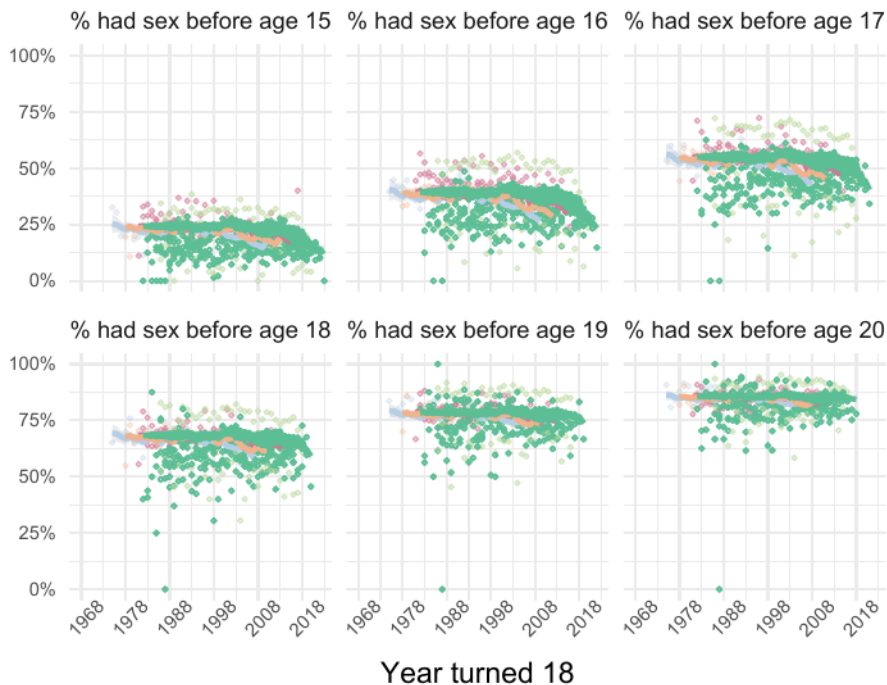 % had sex before age 15 % had sex before age 16 % had sex before age 17
100%
75%
50%
25%
0%
% had sex before age 18 % had sex before age 19 % had sex before age 20
100%
75%
50%
25%
0%
1968 1978 1988 1998 2008 2018 1968 1978 1988 1998 2008 2018 1968 1978 1988 1998 2008 2018
Year turned 18